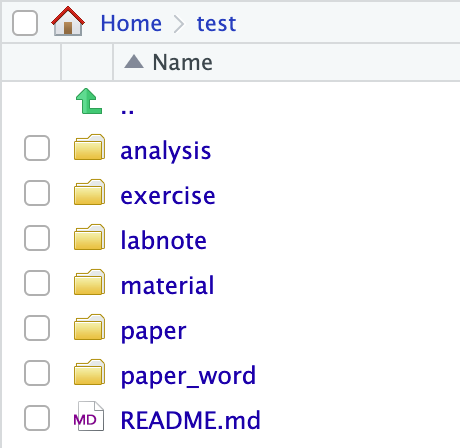 Home > test
Name
..
analysis
exercise
labnote
material
paper
paper_word
MD README.md